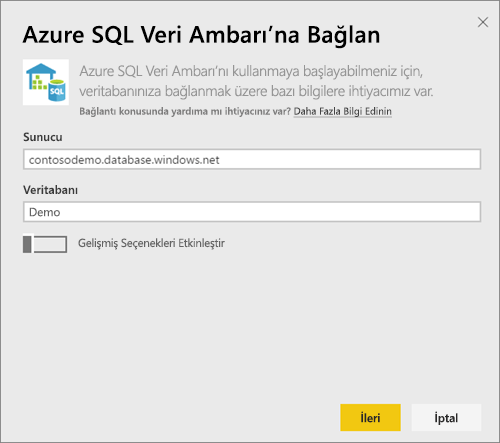 Azure SQL Veri Ambarı’na Bağlan
SQL
Azure SQL Veri Ambarı’nı kullanmaya başlayabilmeniz için,
veritabanınıza bağlanmak üzere bazı bilgilere ihtiyacımız var.
Bağlantı konusunda yardıma mı ihtiyacınız var? Daha Fazla Bilgi Edinin
Sunucu
contosodemo.database.windows.net
Veritabanı
Demo
Gelişmiş Seçenekleri Etkinleştir
İleri
İptal